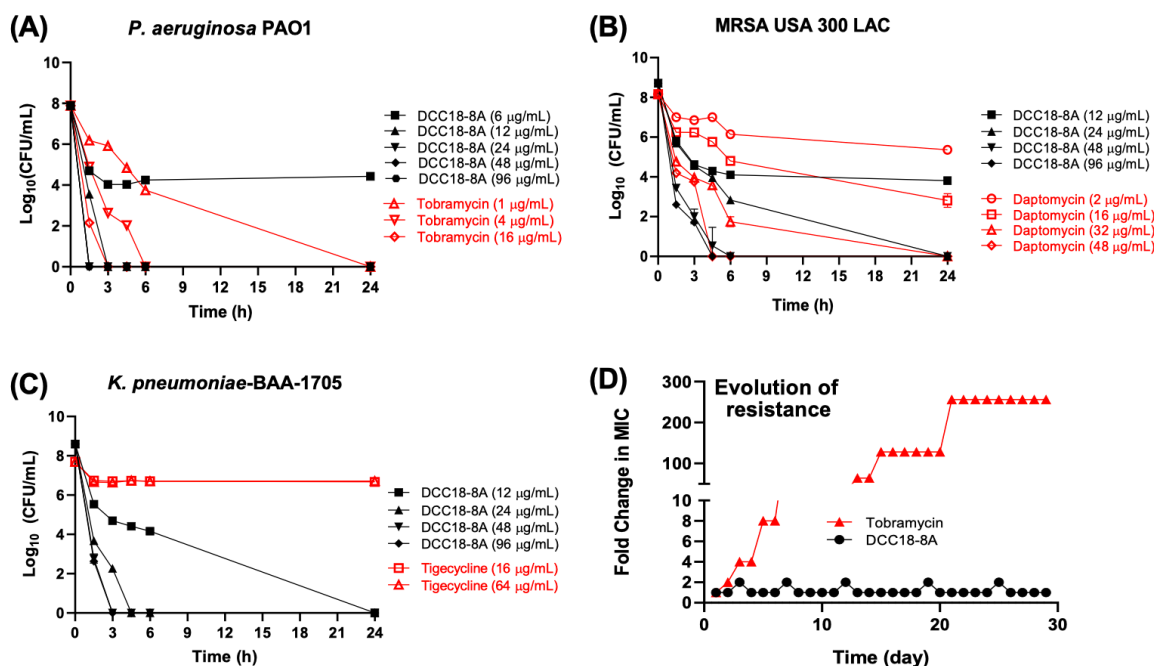 (A)
P. aeruginosa PAO1
Log10(CFU/mL)
10
8
6
4
2
0
0 3 6 9 12 15 18 21 24
Time (h)
DCC18-8A (6 µg/mL)
DCC18-8A (12 µg/mL)
DCC18-8A (24 µg/mL)
DCC18-8A (48 µg/mL)
DCC18-8A (96 µg/mL)
Tobramycin (1 µg/mL)
Tobramycin (4 µg/mL)
Tobramycin (16 µg/mL)
(B)
MRSA USA 300 LAC
Log10 (CFU/mL)
10
8
6
4
2
0
0 3 6 9 12 15 18 21 24
Time (h)
DCC18-8A (12 µg/mL)
DCC18-8A (24 µg/mL)
DCC18-8A (48 µg/mL)
DCC18-8A (96 µg/mL)
Daptomycin (2 µg/mL)
Daptomycin (16 µg/mL)
Daptomycin (32 µg/mL)
Daptomycin (48 µg/mL)
(C)
K. pneumoniae-BAA-1705
Log10 (CFU/mL)
10
8
6
4
2
0
0 3 6 9 12 15 18 21 24
Time (h)
DCC18-8A (12 µg/mL)
DCC18-8A (24 µg/mL)
DCC18-8A (48 µg/mL)
DCC18-8A (96 µg/mL)
Tigecycline (16 µg/mL)
Tigecycline (64 µg/mL)
(D)
Evolution of
resistance
Fold Change in MIC
300
200
100
10
8
6
4
2
0
0 10 20 30
Time (day)
Tobramycin
DCC18-8A